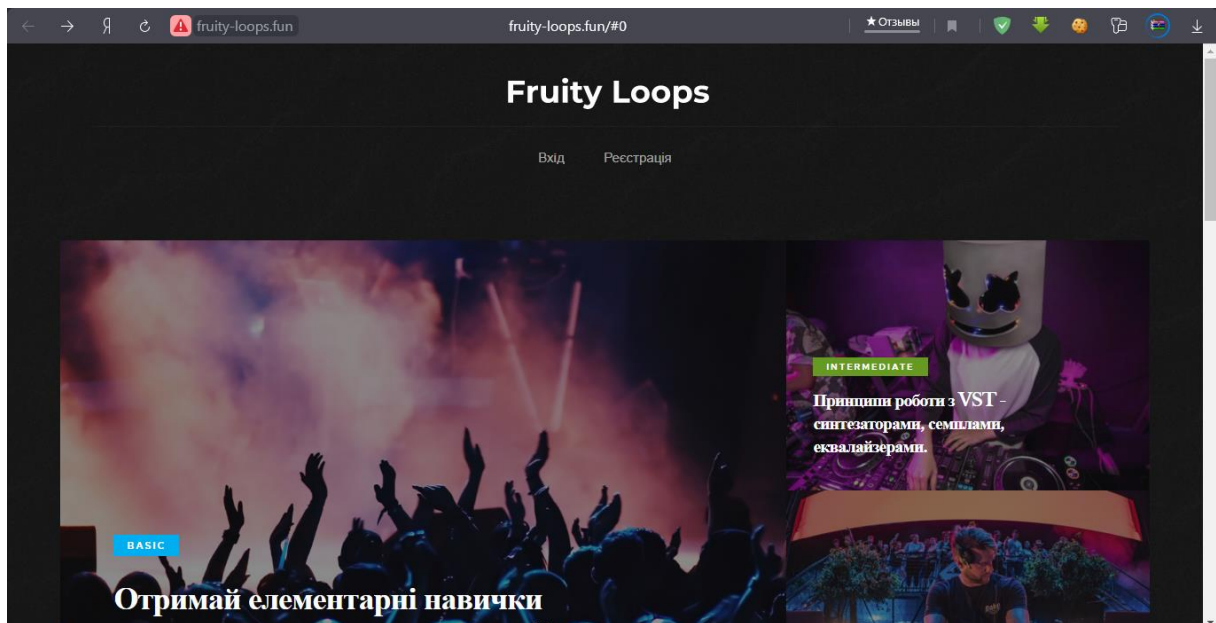 Я fruity-loops.fun fruity-loops.fun/#0 ★Отзывы
Fruity Loops
Вхід Реєстрація
INTERMEDIATE
Принципи роботи з VST -
синтезаторами, семплами,
еквалайзерами.
BASIC
Отримай елементарні навички